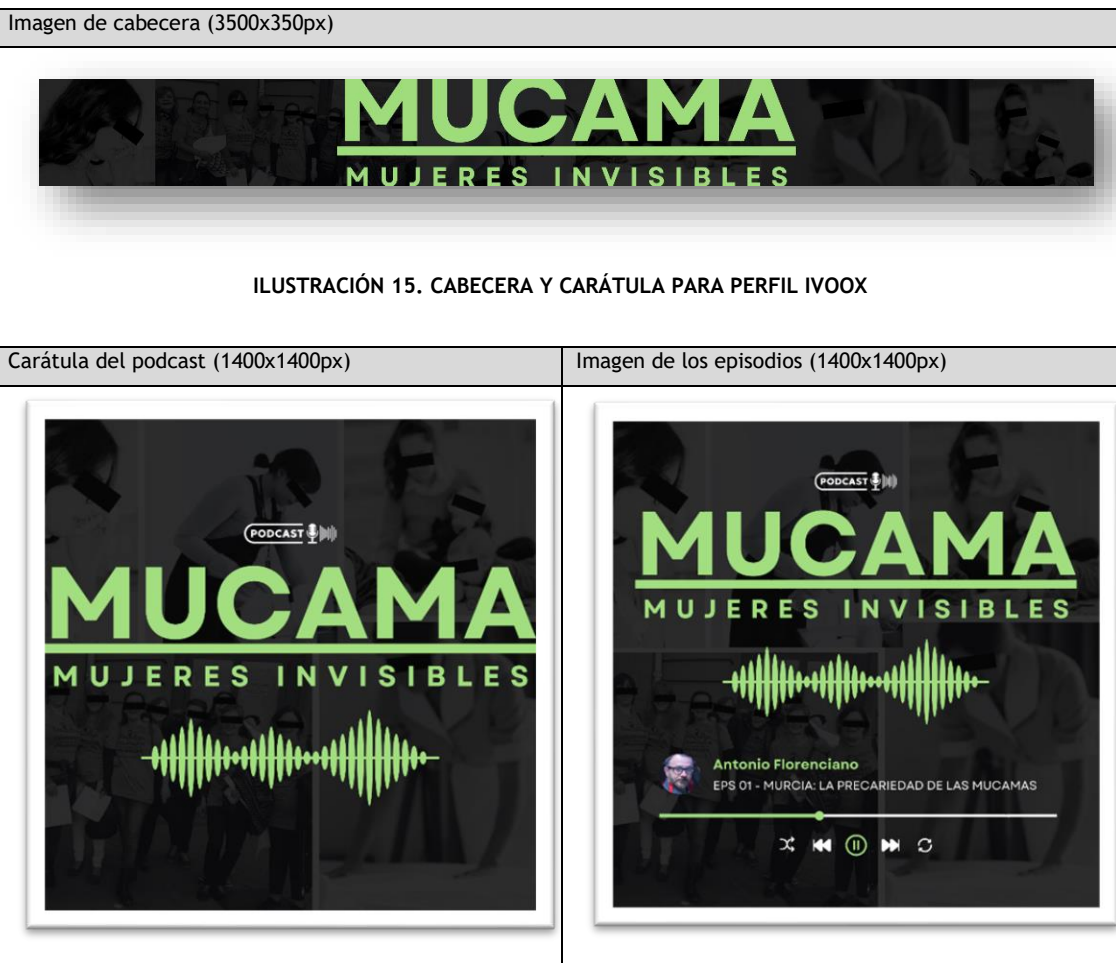 Imagen de cabecera (3500x350px)
MUCAMA
MUJERES INVISIBLES
ILUSTRACIÓN 15. CABECERA Y CARÁTULA PARA PERFIL IVOOX
Carátula del podcast (1400x1400px)
Imagen de los episodios (1400x1400px)
PODCAST
MUCAMA
MUJERES INVISIBLES
PODCAST
MUCAMA
MUJERES INVISIBLES
Antonio Florenciano
EPS 01 - MURCIA: LA PRECARIEDAD DE LAS MUCAMAS